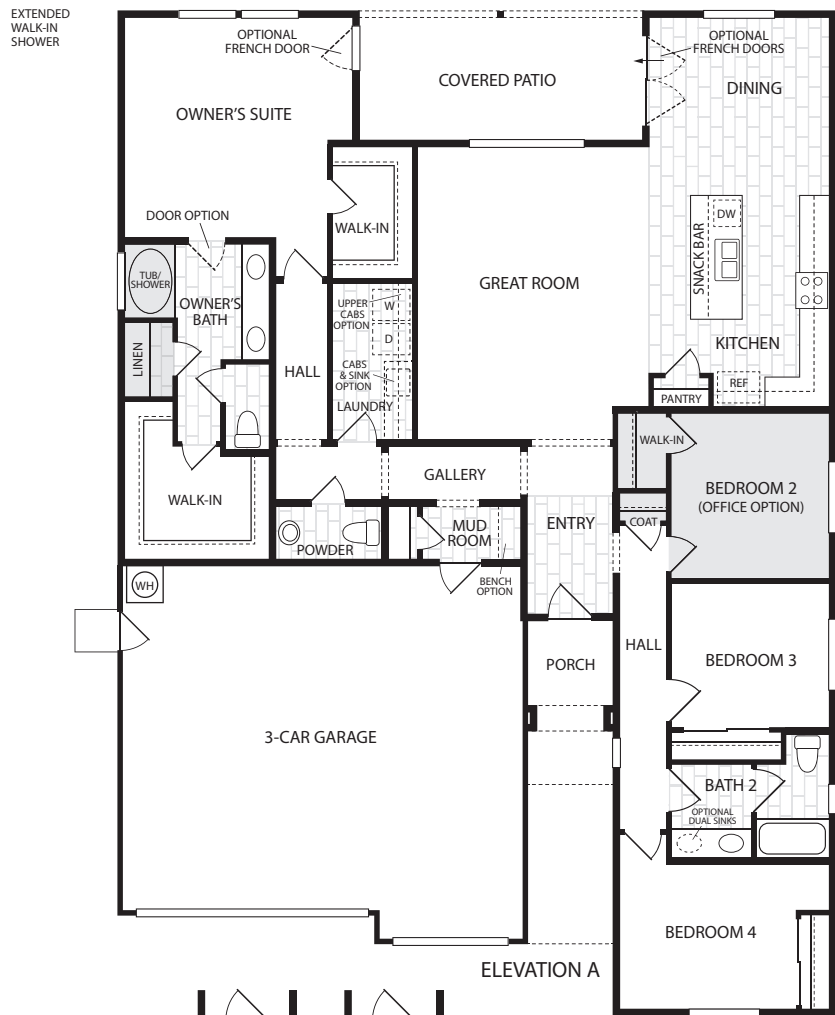 EXTENDED
WALK-IN
SHOWER
OPTIONAL
FRENCH DOOR
OWNER'S SUITE
COVERED PATIO
OPTIONAL
FRENCH DOORS
DINING
DOOR OPTION
WALK-IN
DW
SNACK BAR
TUB/
SHOWER
OWNER'S
BATH
GREAT ROOM
UPPER
CABS
OPTION
W
D
KITCHEN
LINEN
HALL
CABS
& SINK
OPTION
LAUNDRY
REF
PANTRY
WALK-IN
GALLERY
WALK-IN
BEDROOM 2
(OFFICE OPTION)
ENTRY
COAT
POWDER
MUD
ROOM
BENCH
OPTION
WH
PORCH
HALL
BEDROOM 3
3-CAR GARAGE
BATH 2
OPTIONAL
DUAL SINKS
BEDROOM 4
ELEVATION A